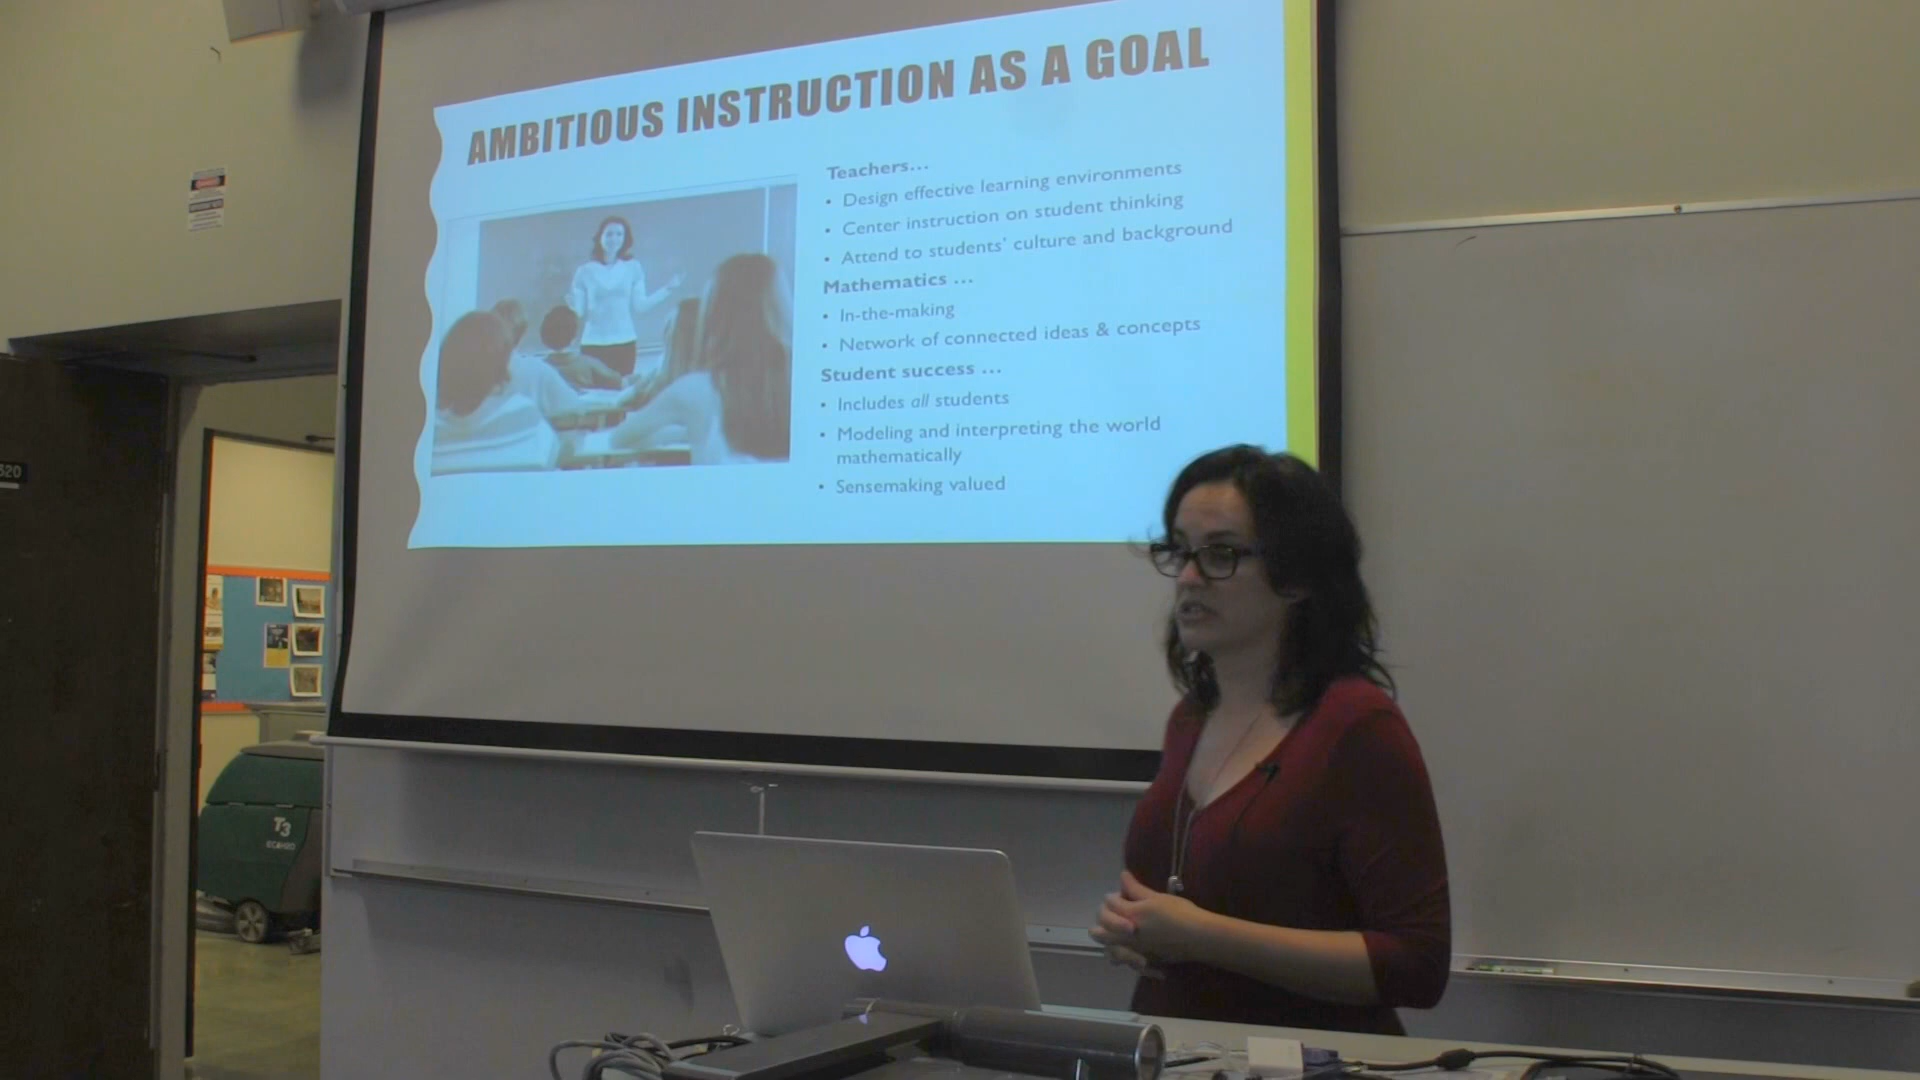 AMBITIOUS INSTRUCTION AS A GOAL
Teachers...
• Design effective learning environments
• Center instruction on student thinking
• Attend to students' culture and background
Mathematics ...
• In-the-making
• Network of connected ideas & concepts
Student success ...
• Includes all students
• Modeling and interpreting the world
mathematically
• Sensemaking valued
320
T3